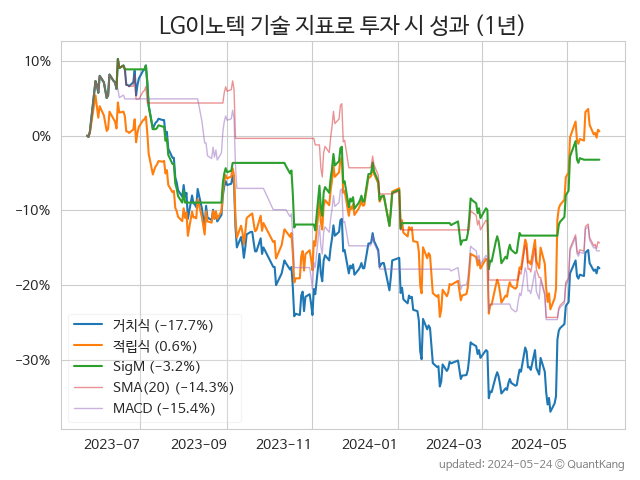 LG이노텍 기술 지표로 투자 시 성과 (1년)
10%
0%
−10%
−20%
−30%
거치식 (−17.7%)
적립식 (0.6%)
SigM (−3.2%)
SMA(20) (−14.3%)
MACD (−15.4%)
2023-07 2023-09 2023-11 2024-01 2024-03 2024-05
updated: 2024-05-24 © QuantKang